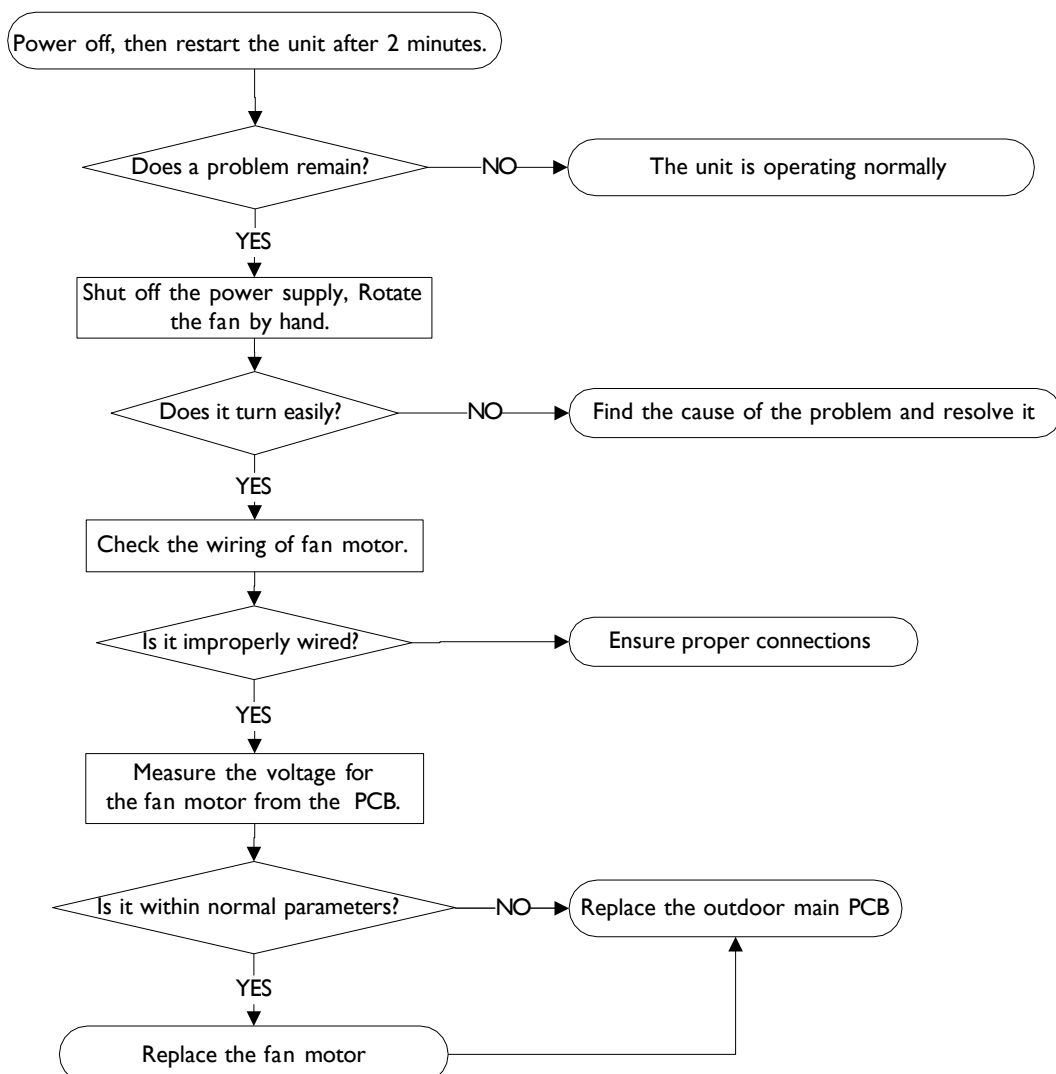 Power off, then restart the unit after 2 minutes.
Does a problem remain?
NO
The unit is operating normally
YES
Shut off the power supply, Rotate
the fan by hand.
Does it turn easily?
NO
Find the cause of the problem and resolve it
YES
Check the wiring of fan motor.
Is it improperly wired?
Ensure proper connections
YES
Measure the voltage for
the fan motor from the PCB.
Is it within normal parameters?
NO
Replace the outdoor main PCB
YES
Replace the fan motor